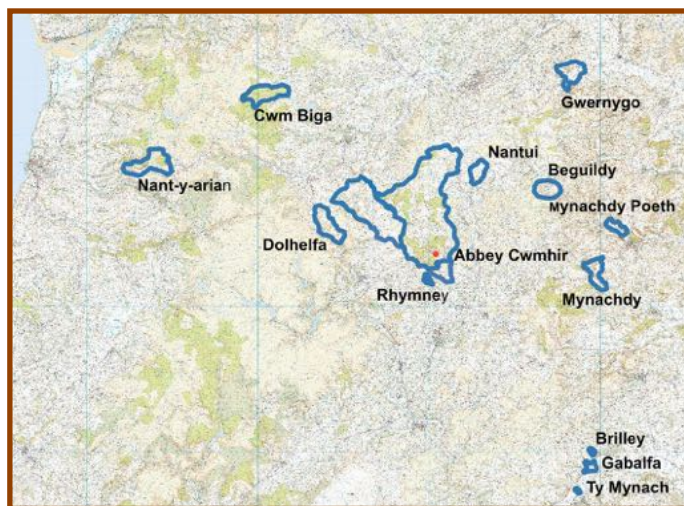 Gwernygo
Cwm Biga
Nantui
Beguildy
Nant-y-arian
Mynachdy Poeth
Dolhelfa
Abbey Cwmhir
Rhymney
Mynachdy
Brilley
Gabalfa
Ty Mynach